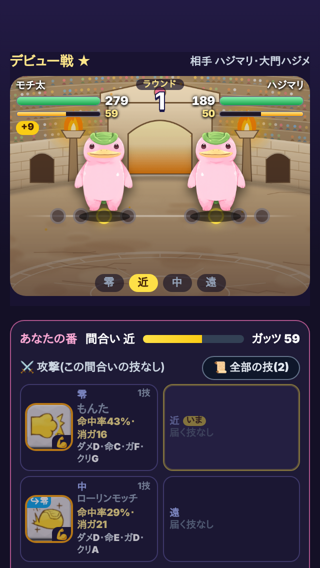 デビュー戦 ★
相手 ハジマリ・大門ハジメ
モチ太
ラウンド
ハジマリ
279
1
189
59
50
+9
零 近 中 遠
あなたの番 間合い 近
ガッツ 59
⚔️ 攻撃(この間合いの技なし)
📜 全部の技(2)
零
1技
もんた
命中率43%・
消ガ16
ダメD・命C・ガF・
クリG
近 いま
届く技なし
中
1技
→零
ローリンモッチ
命中率29%・
消ガ21
ダメD・命E・ガD・
クリA
遠
届く技なし